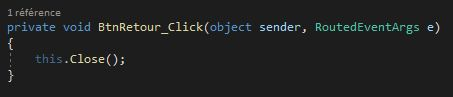 1 référence
private void BtnRetour_Click(object sender, RoutedEventArgs e)
{
    this.Close();
}